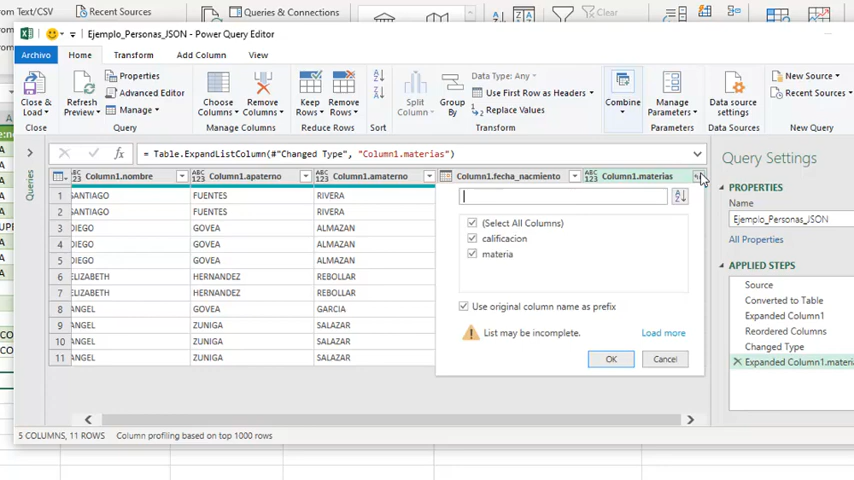 om Text/CSV
Recent Sources
Queries & Connections
Clear
Ejemplo_Personas_JSON - Power Query Editor
Archivo Home Transform Add Column View
Close & Load
Refresh Preview
Properties
Advanced Editor
Manage
Choose Columns
Remove Columns
Keep Rows
Remove Rows
Split Column
Group By
Data Type: Any
Use First Row as Headers
Replace Values
Combine
Manage Parameters
Data source settings
New Source
Recent Sources
Close
Query
Manage Columns
Reduce Rows
Sort
Transform
Parameters
Data Sources
New Query
= Table.ExpandListColumn(#"Changed Type", "Column1.materias")
Queries
Column1.nombre Column1.apaterno Column1.amaterno Column1.fecha_nacmiento Column1.materias
1 SANTIAGO FUENTES RIVERA
2 SANTIAGO FUENTES RIVERA
3 DIEGO GOVEA ALMAZAN
4 DIEGO GOVEA ALMAZAN
5 DIEGO GOVEA ALMAZAN
6 ELIZABETH HERNANDEZ REBOLLAR
7 ELIZABETH HERNANDEZ REBOLLAR
8 ANGEL GOVEA GARCIA
9 ANGEL ZUNIGA SALAZAR
10 ANGEL ZUNIGA SALAZAR
11 ANGEL ZUNIGA SALAZAR
(Select All Columns)
calificacion
materia
Use original column name as prefix
List may be incomplete. Load more
OK Cancel
Query Settings
PROPERTIES
Name
Ejemplo_Personas_JSON
All Properties
APPLIED STEPS
Source
Converted to Table
Expanded Column1
Reordered Columns
Changed Type
Expanded Column1.materia
5 COLUMNS, 11 ROWS Column profiling based on top 1000 rows